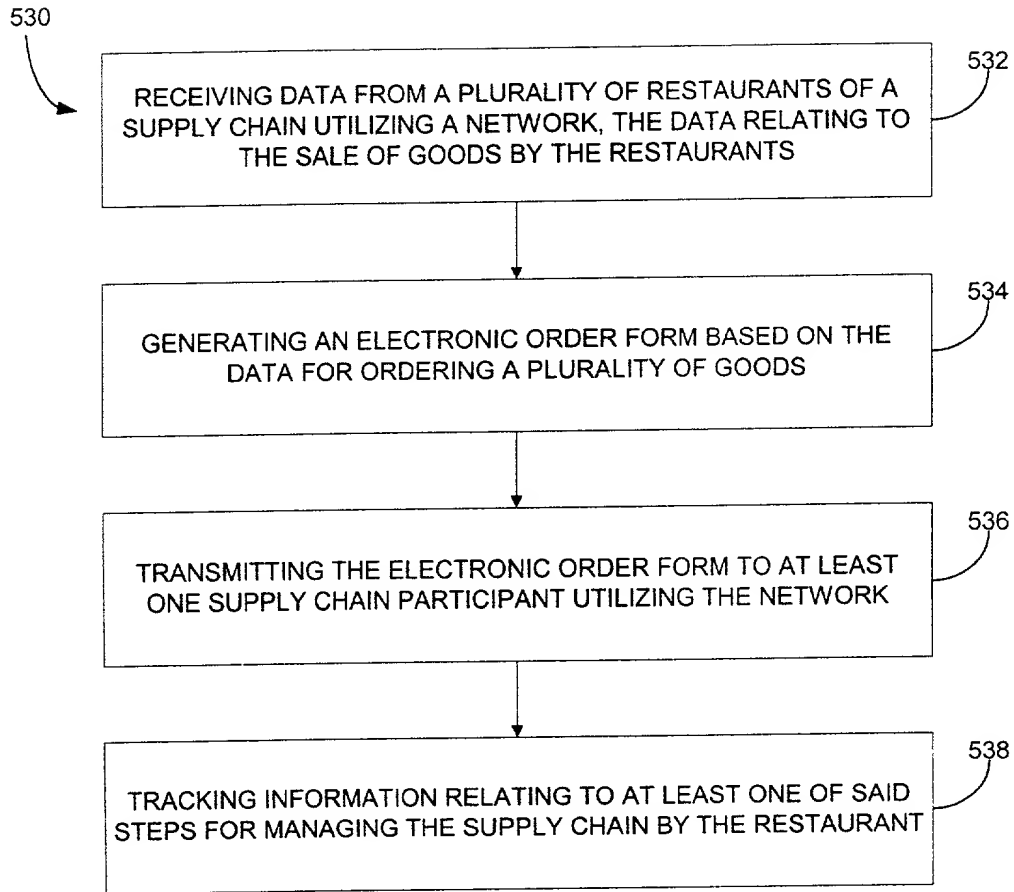 530
532
RECEIVING DATA FROM A PLURALITY OF RESTAURANTS OF A
SUPPLY CHAIN UTILIZING A NETWORK, THE DATA RELATING TO
THE SALE OF GOODS BY THE RESTAURANTS
534
GENERATING AN ELECTRONIC ORDER FORM BASED ON THE
DATA FOR ORDERING A PLURALITY OF GOODS
536
TRANSMITTING THE ELECTRONIC ORDER FORM TO AT LEAST
ONE SUPPLY CHAIN PARTICIPANT UTILIZING THE NETWORK
538
TRACKING INFORMATION RELATING TO AT LEAST ONE OF SAID
STEPS FOR MANAGING THE SUPPLY CHAIN BY THE RESTAURANT